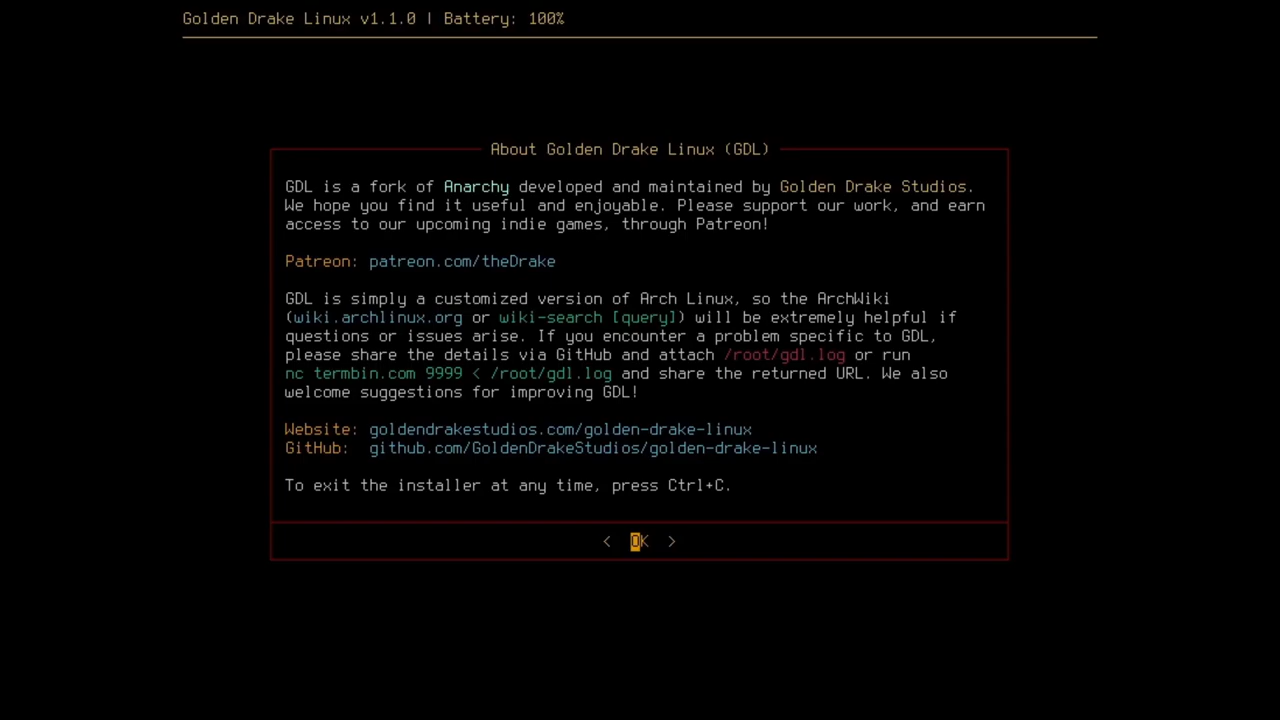 Golden Drake Linux v1.1.0 | Battery: 100%
About Golden Drake Linux (GDL)
GDL is a fork of Anarchy developed and maintained by Golden Drake Studios.
We hope you find it useful and enjoyable. Please support our work, and earn
access to our upcoming indie games, through Patreon!
Patreon: patreon.com/theDrake
GDL is simply a customized version of Arch Linux, so the ArchWiki
(wiki.archlinux.org or wiki-search [query]) will be extremely helpful if
questions or issues arise. If you encounter a problem specific to GDL,
please share the details via GitHub and attach /root/gdl.log or run
nc termbin.com 9999 < /root/gdl.log and share the returned URL. We also
welcome suggestions for improving GDL!
Website: goldendrakestudios.com/golden-drake-linux
GitHub: github.com/GoldenDrakeStudios/golden-drake-linux
To exit the installer at any time, press Ctrl+C.
< OK >